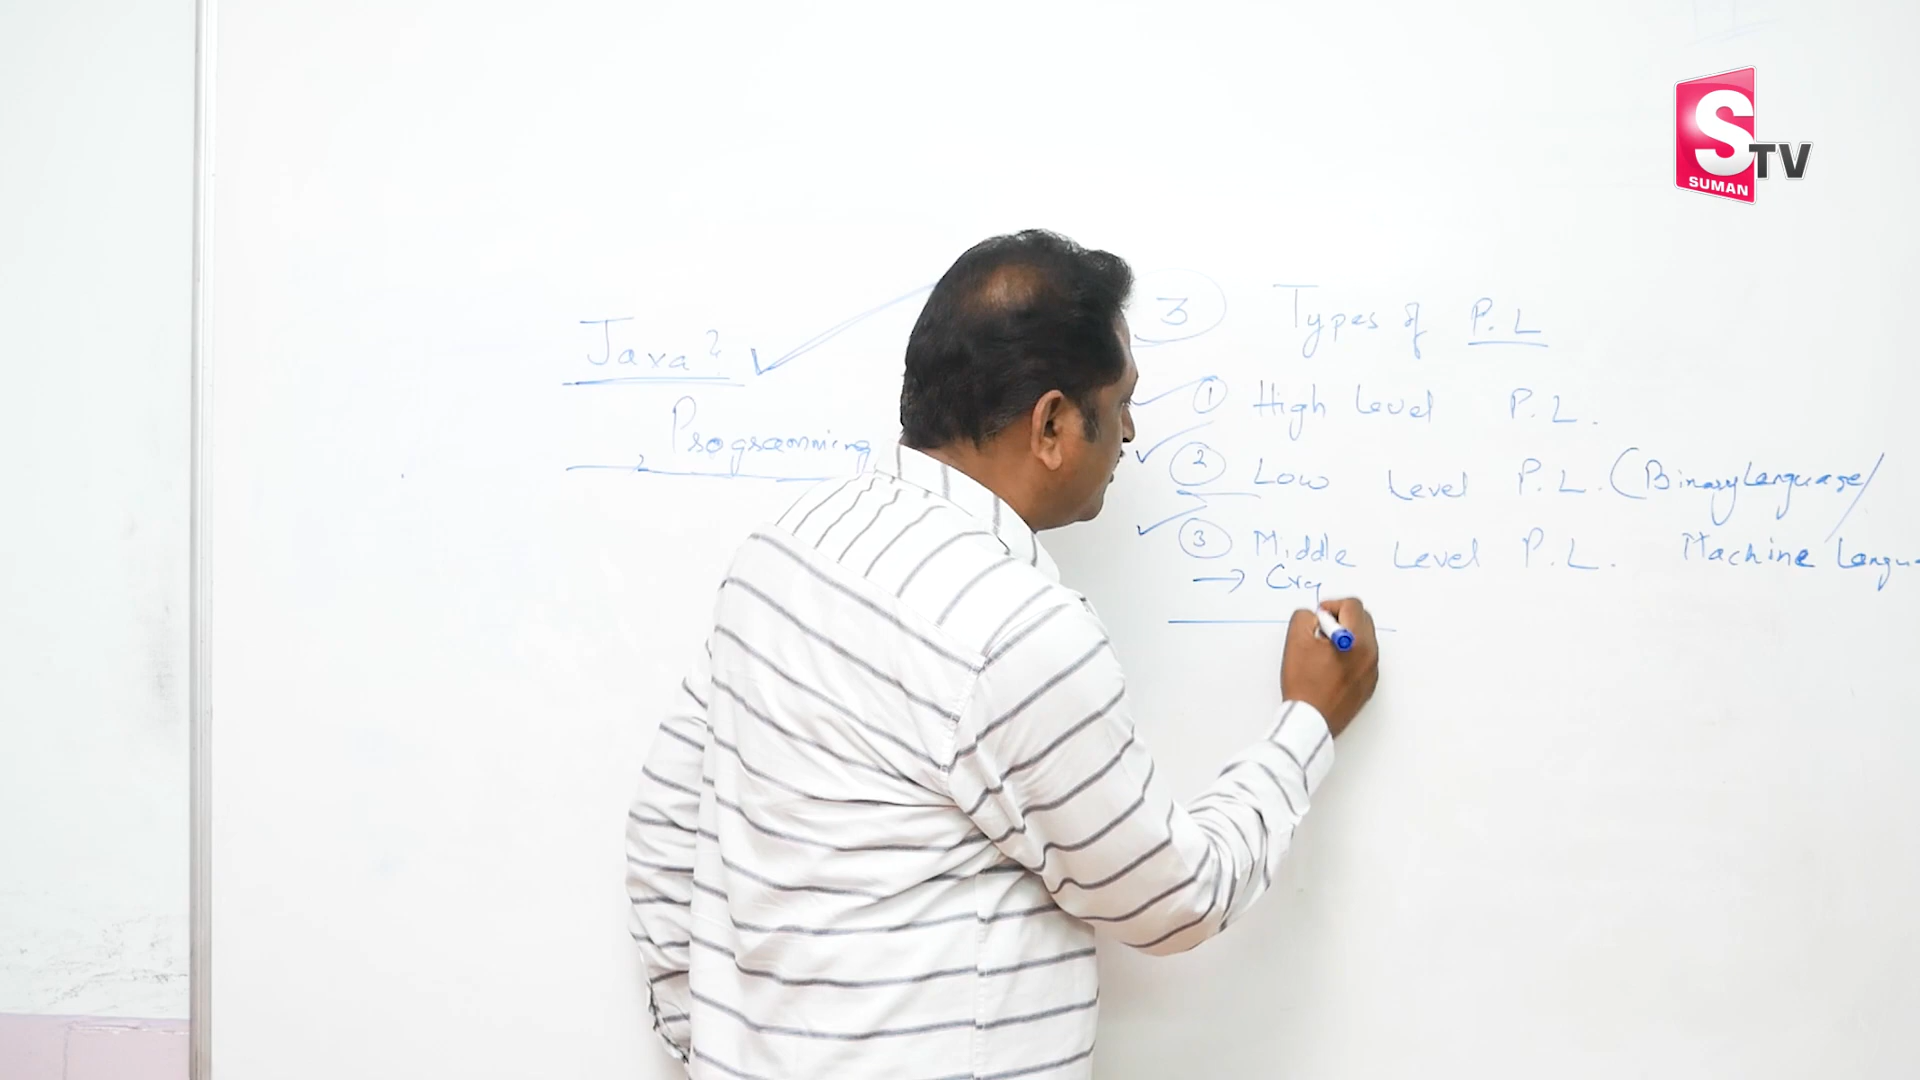 S TV
SUMAN
Java?
Programming
3 Types of P.L
1 High Level P.L.
2 Low Level P.L. (Binary Language/
3 Middle Level P.L. Machine Langu
→